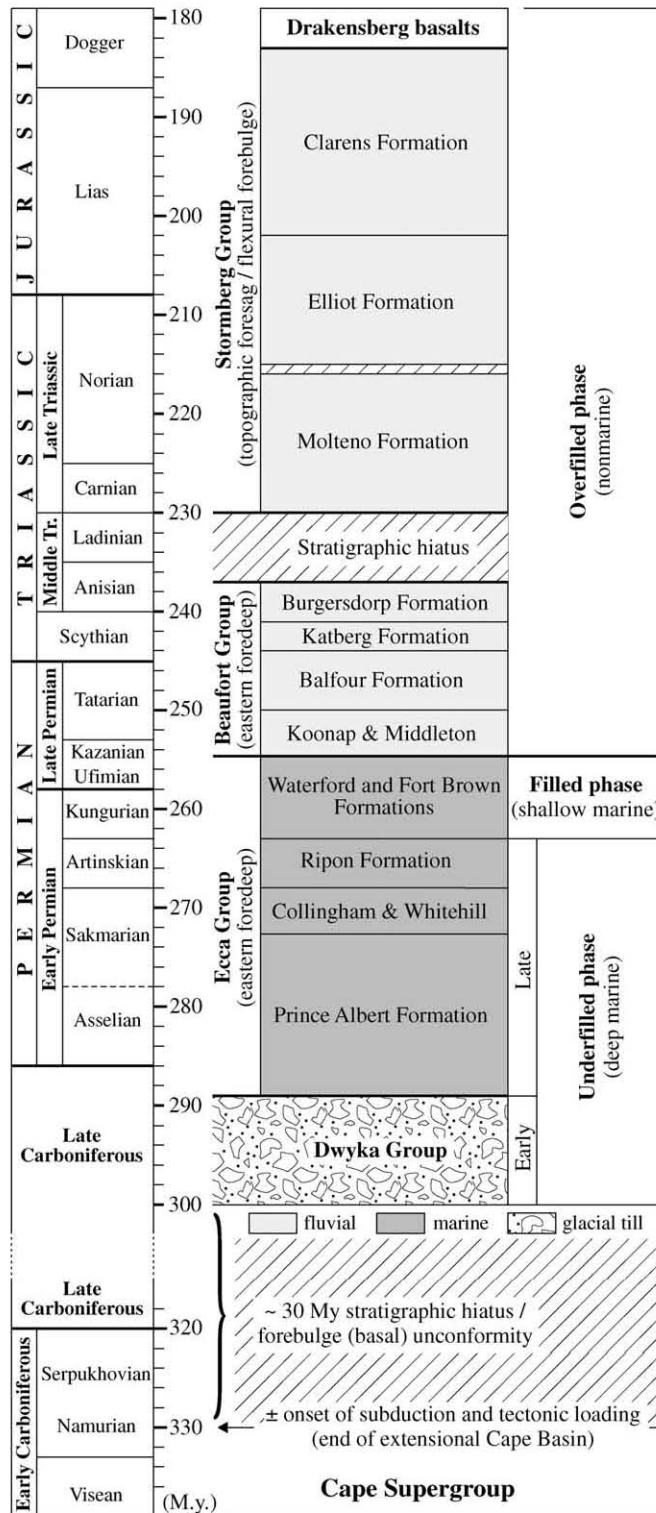 JURASSIC
Dogger
Lias
TRIASSIC
Late Triassic
Norian
Carnian
Middle Tr.
Ladinian
Anisian
Scythian
PERMIAN
Late Permian
Tatarian
Kazanian
Ufimian
Early Permian
Kungurian
Artinskian
Sakmarian
Asselian
Late
Carboniferous
Late
Carboniferous
Early Carboniferous
Serpukhovian
Namurian
Visean
180
190
200
210
220
230
240
250
260
270
280
290
300
320
330
(M.y.)
Stormberg Group
(topographic foresag / flexural forebulge)
Drakensberg basalts
Clarens Formation
Elliot Formation
Molteno Formation
Stratigraphic hiatus
Beaufort Group
(eastern foredeep)
Burgersdorp Formation
Katberg Formation
Balfour Formation
Koonap & Middleton
Ecca Group
(eastern foredeep)
Waterford and Fort Brown
Formations
Ripon Formation
Collingham & Whitehill
Prince Albert Formation
Dwyka Group
Overfilled phase
(nonmarine)
Filled phase
(shallow marine)
Late
Early
Underfilled phase
(deep marine)
fluvial
marine
glacial till
~ 30 My stratigraphic hiatus /
forebulge (basal) unconformity
± onset of subduction and tectonic loading
(end of extensional Cape Basin)
Cape Supergroup